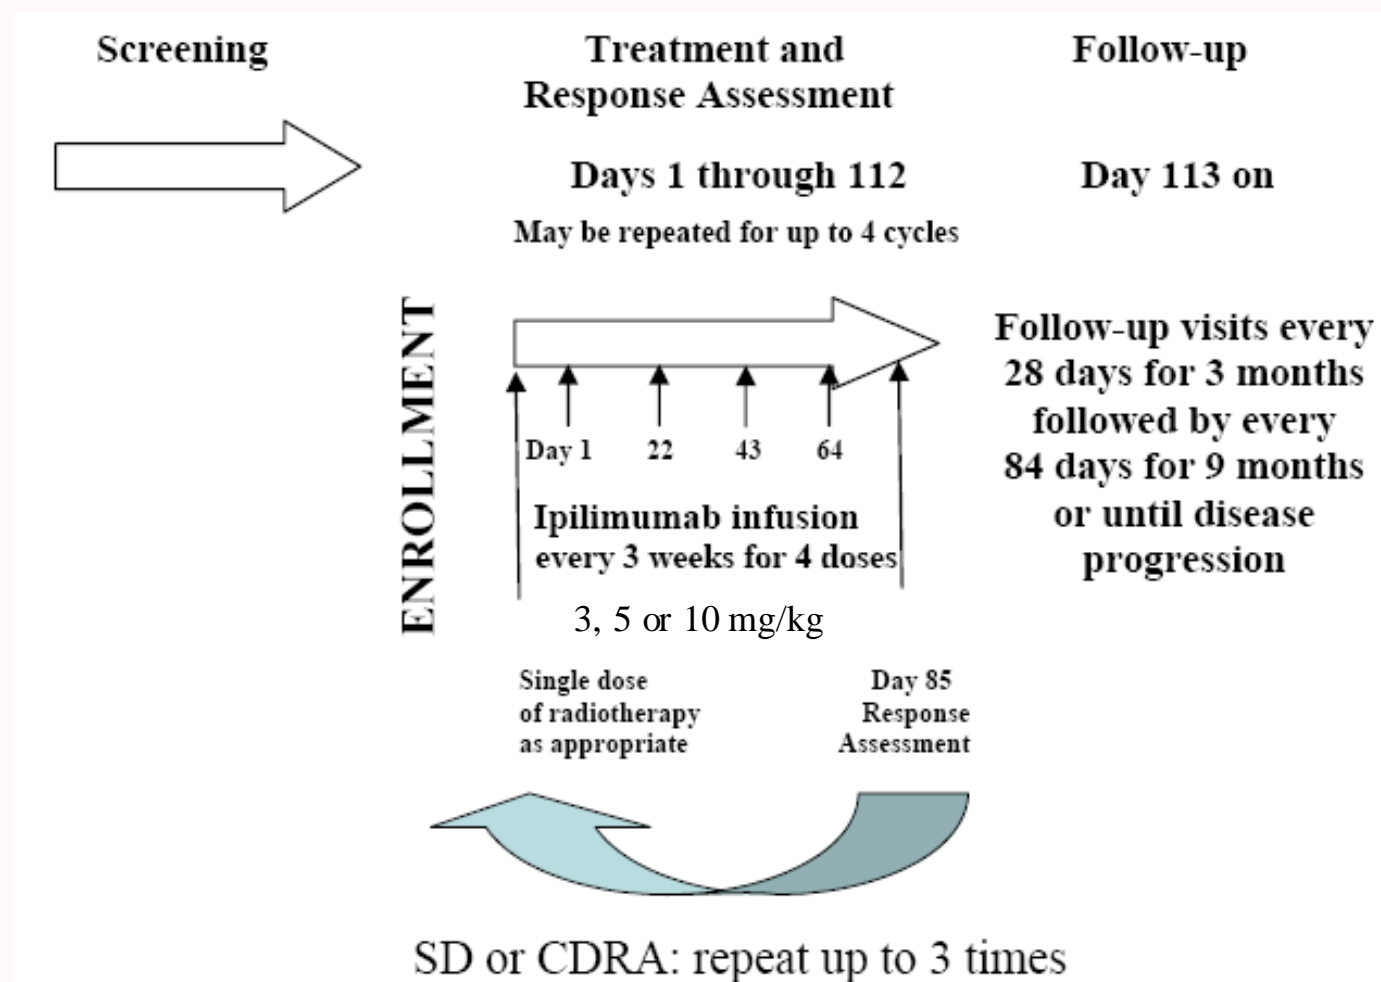 Screening
Treatment and
Response Assessment
Follow-up
Days 1 through 112
Day 113 on
May be repeated for up to 4 cycles
ENROLLMENT
Day 1
22
43
64
Ipilimumab infusion
every 3 weeks for 4 doses
3, 5 or 10 mg/kg
Follow-up visits every
28 days for 3 months
followed by every
84 days for 9 months
or until disease
progression
Single dose
of radiotherapy
as appropriate
Day 85
Response
Assessment
SD or CDRA: repeat up to 3 times